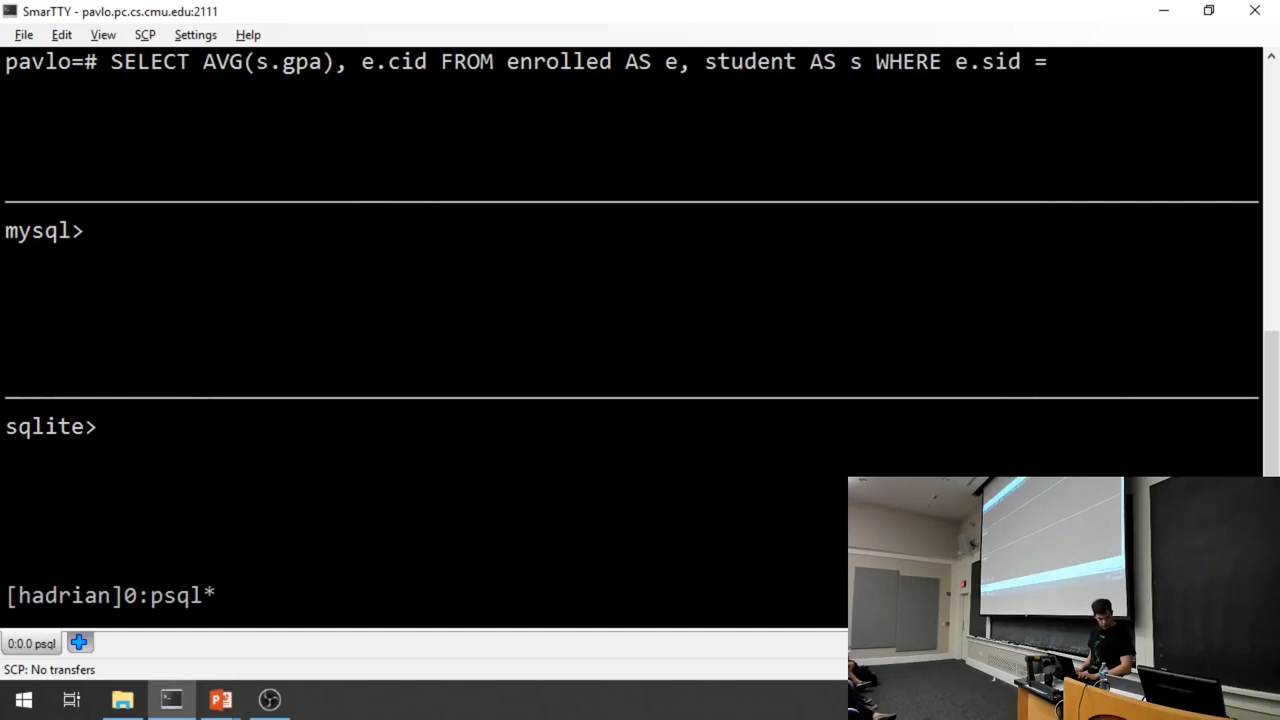 SmarTTY - pavlo.pc.cs.cmu.edu:2111
File Edit View SCP Settings Help
pavlo=# SELECT AVG(s.gpa), e.cid FROM enrolled AS e, student AS s WHERE e.sid =
mysql>
sqlite>
[hadrian]0:psql*
0:0.0 psql
SCP: No transfers